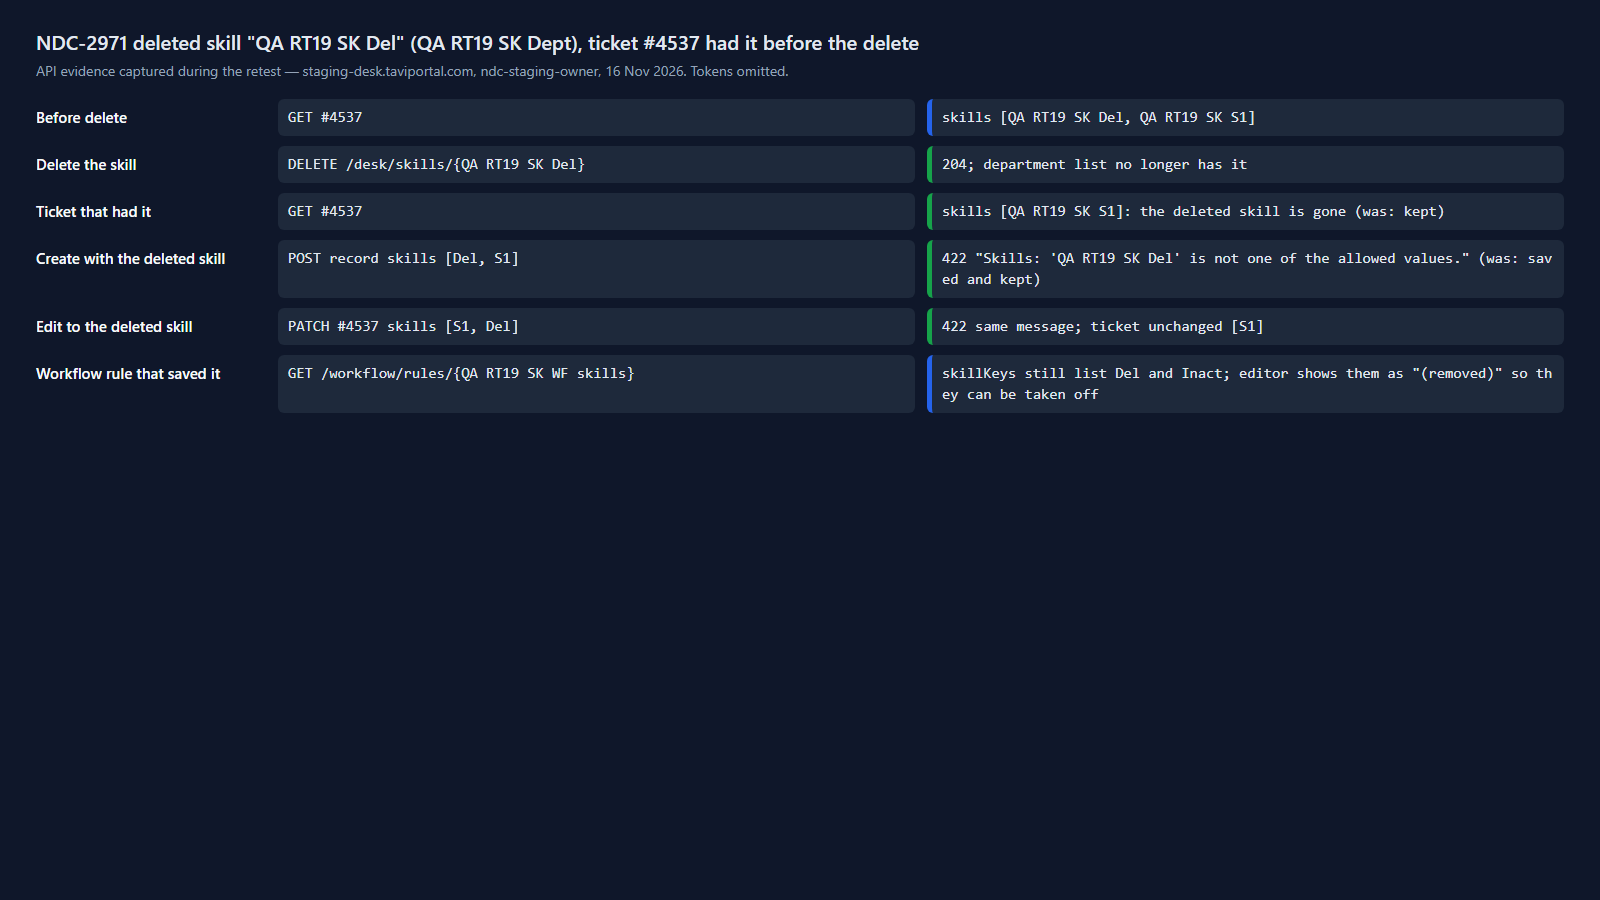 NDC-2971 deleted skill "QA RT19 SK Del" (QA RT19 SK Dept), ticket #4537 had it before the delete
API evidence captured during the retest — staging-desk.taviportal.com, ndc-staging-owner, 16 Nov 2026. Tokens omitted.
Before delete
GET #4537
skills [QA RT19 SK Del, QA RT19 SK S1]
Delete the skill
DELETE /desk/skills/{QA RT19 SK Del}
204; department list no longer has it
Ticket that had it
GET #4537
skills [QA RT19 SK S1]: the deleted skill is gone (was: kept)
Create with the deleted skill
POST record skills [Del, S1]
422 "Skills: 'QA RT19 SK Del' is not one of the allowed values." (was: sav
ed and kept)
Edit to the deleted skill
PATCH #4537 skills [S1, Del]
422 same message; ticket unchanged [S1]
Workflow rule that saved it
GET /workflow/rules/{QA RT19 SK WF skills}
skillKeys still list Del and Inact; editor shows them as "(removed)" so th
ey can be taken off